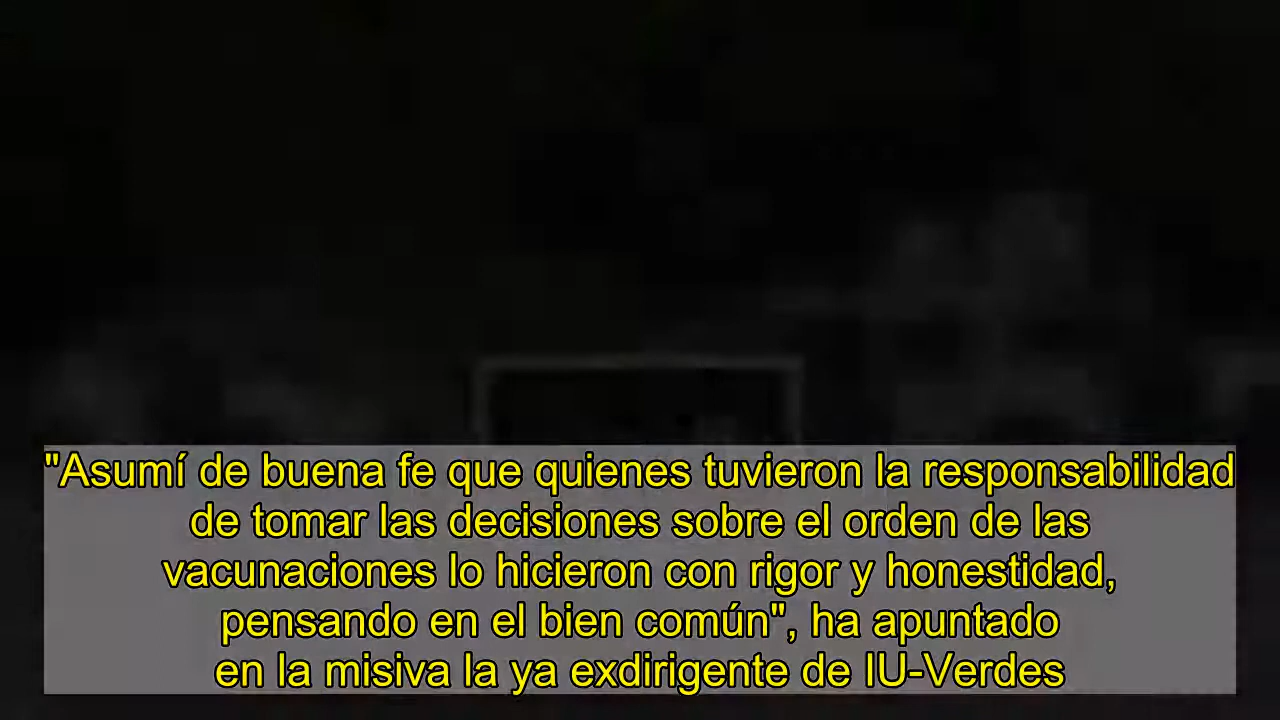 "Asumí de buena fe que quienes tuvieron la responsabilidad
de tomar las decisiones sobre el orden de las
vacunaciones lo hicieron con rigor y honestidad,
pensando en el bien común", ha apuntado
en la misiva la ya exdirigente de IU-Verdes